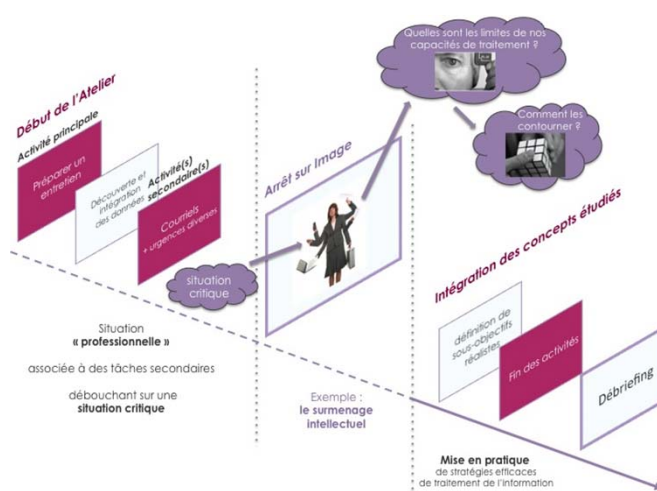 Début de l'Atelier
Activité principale
Préparer un
entretien
Découverte et
intégration
des données
Activité(s)
secondaire(s)
Courriels
+ urgences diverses
situation
critique
Situation
« professionnelle »
associée à des tâches secondaires
débouchant sur une
situation critique
Arrêt sur Image
Exemple :
le surmenage
intellectuel
Quelles sont les limites de nos
capacités de traitement ?
Comment les
contourner ?
Intégration des concepts étudiés
définition de
sous-objectifs
réalistes
Fin des activités
Débriefing
Mise en pratique
de stratégies efficaces
de traitement de l'information